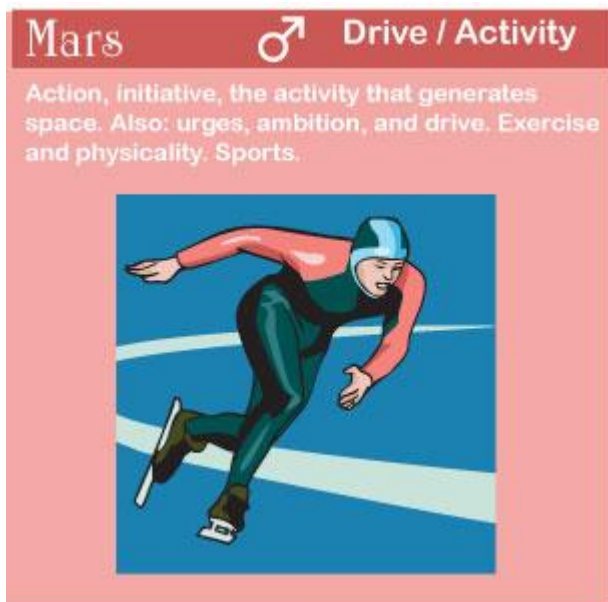 Mars ♂ Drive / Activity
Action, initiative, the activity that generates
space. Also: urges, ambition, and drive. Exercise
and physicality. Sports.